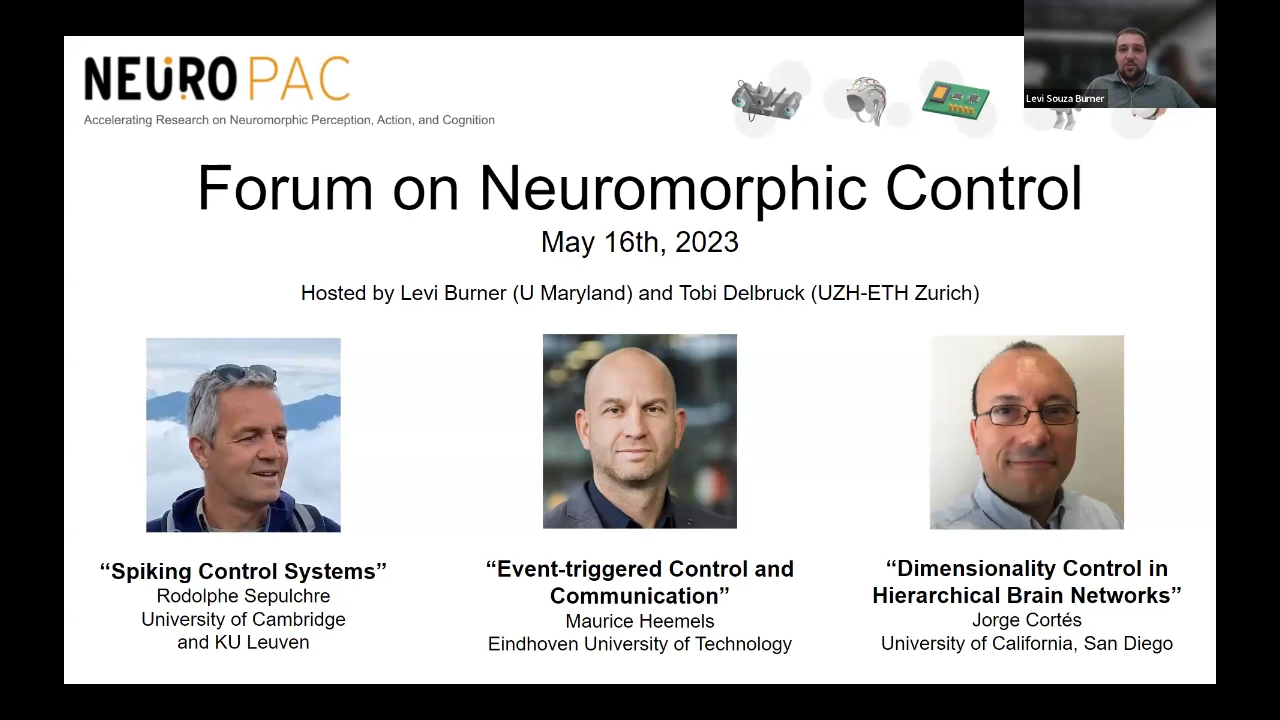 NEURO PAC
Accelerating Research on Neuromorphic Perception, Action, and Cognition
Levi Souza Burner
Forum on Neuromorphic Control
May 16th, 2023
Hosted by Levi Burner (U Maryland) and Tobi Delbruck (UZH-ETH Zurich)
“Spiking Control Systems”
Rodolphe Sepulchre
University of Cambridge
and KU Leuven
“Event-triggered Control and
Communication”
Maurice Heemels
Eindhoven University of Technology
“Dimensionality Control in
Hierarchical Brain Networks”
Jorge Cortés
University of California, San Diego